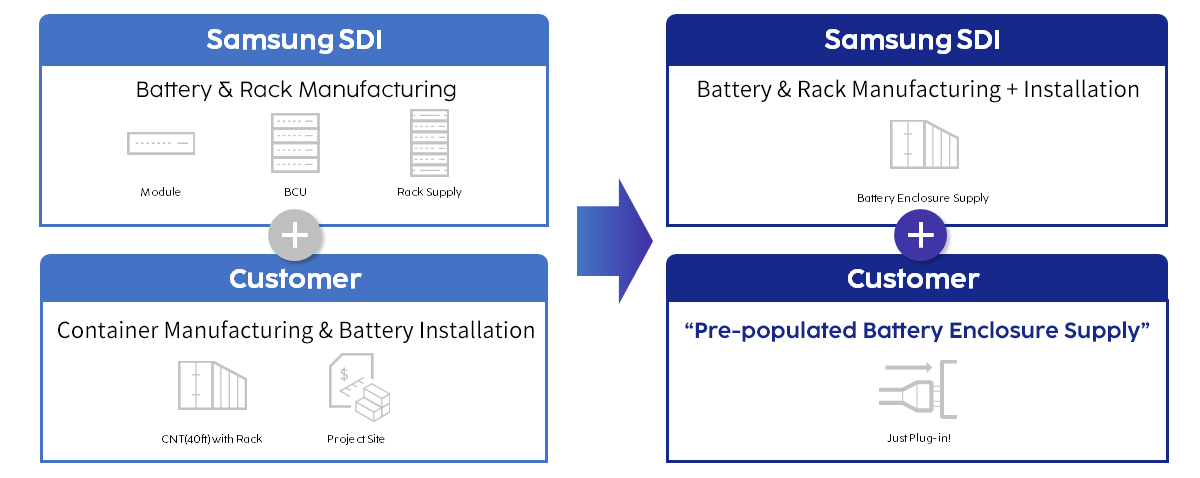 Samsung SDI
Battery & Rack Manufacturing
Module
BCU
Rack Supply
+
Customer
Container Manufacturing & Battery Installation
$
CNT(40ft) with Rack
Project Site
Samsung SDI
Battery & Rack Manufacturing + Installation
Battery Enclosure Supply
+
Customer
“Pre-populated Battery Enclosure Supply”
Just Plug-in!